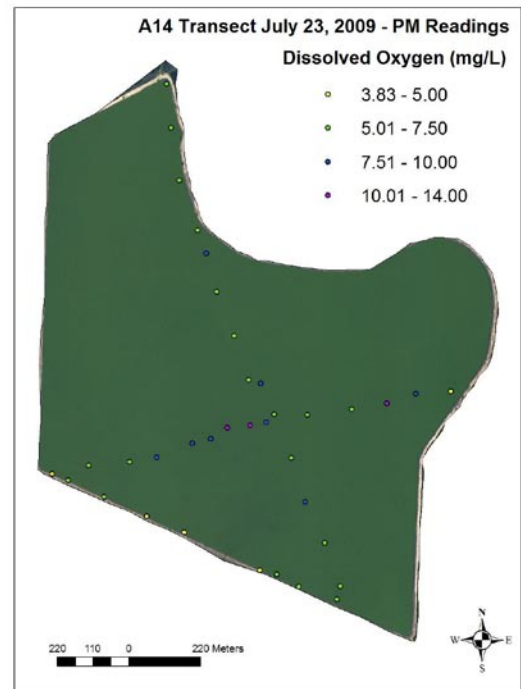 A14 Transect July 23, 2009 - PM Readings
Dissolved Oxygen (mg/L)
3.83 - 5.00
5.01 - 7.50
7.51 - 10.00
10.01 - 14.00
N
W E
S
220 110 0 220 Meters